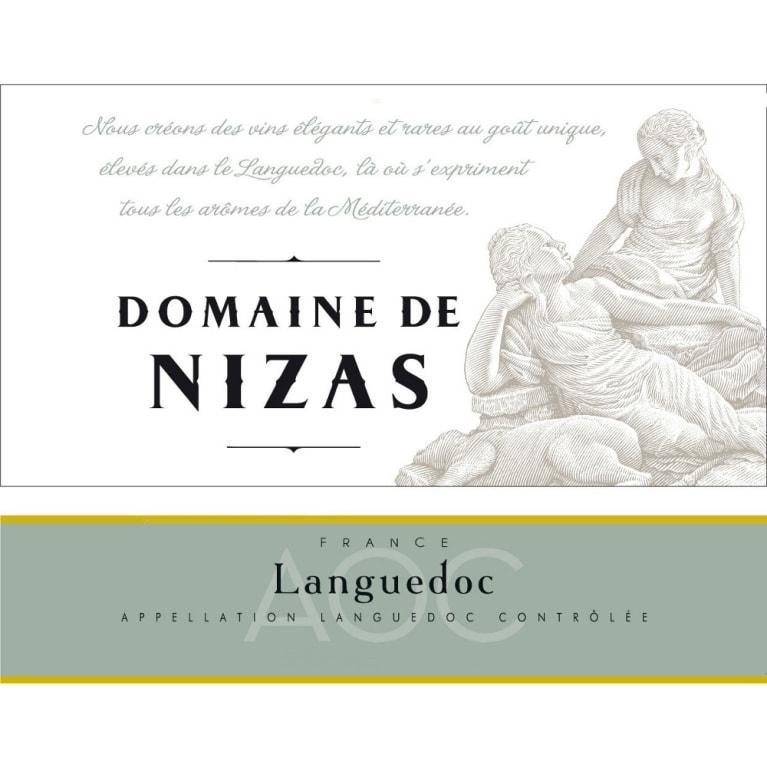 Nous créons des vins élégants et rares au goût unique,
élevés dans le Languedoc, là où s'expriment
tous les arômes de la Méditerranée.
DOMAINE DE
NIZAS
FRANCE
AOC
Languedoc
APPELLATION LANGUEDOC CONTRÔLÉE